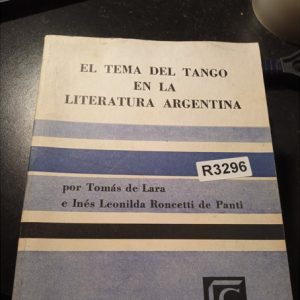 EL TEMA DEL TANGO
EN LA
LITERATURA ARGENTINA
R3296
por Tomás de Lara
e Inés Leonilda Roncetti de Panti